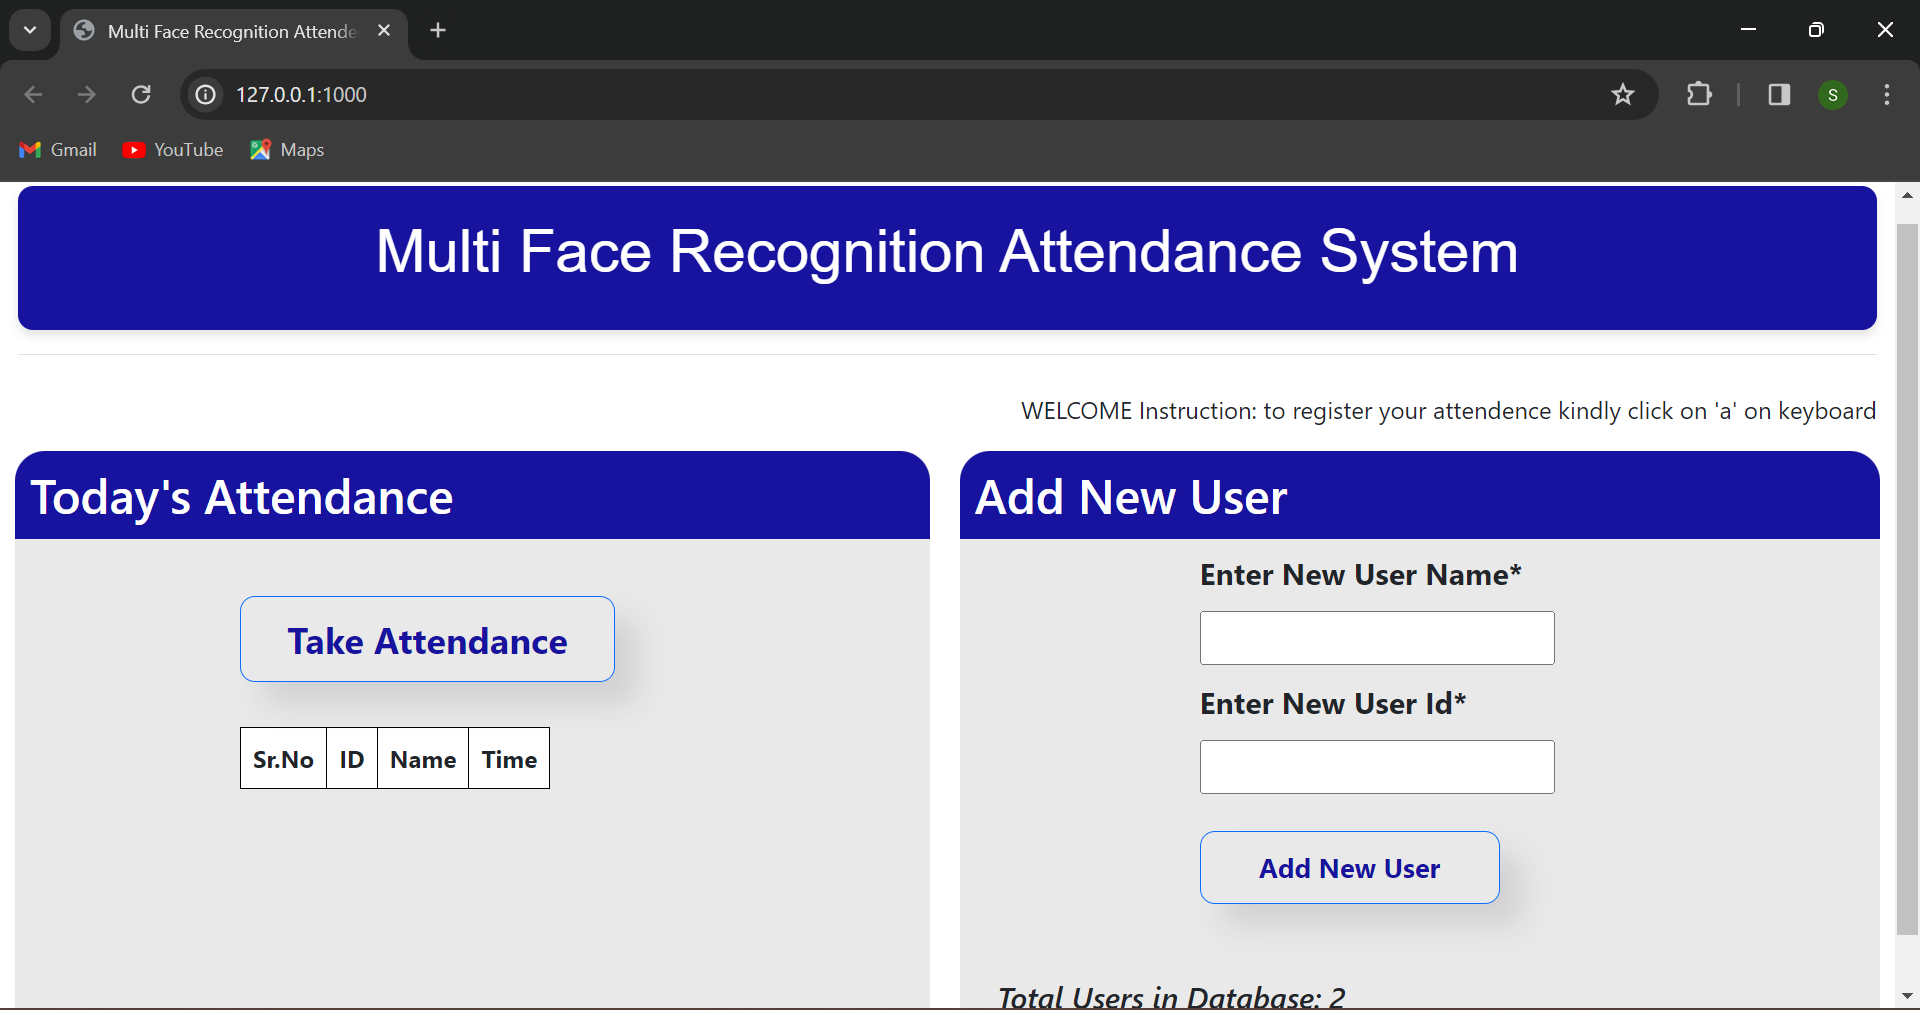 Multi Face Recognition Attende
127.0.0.1:1000
S
Gmail YouTube Maps
Multi Face Recognition Attendance System
WELCOME Instruction: to register your attendence kindly click on 'a' on keyboard
Today's Attendance
Take Attendance
Sr.No ID Name Time
Add New User
Enter New User Name*
Enter New User Id*
Add New User
Total Users in Database: 2